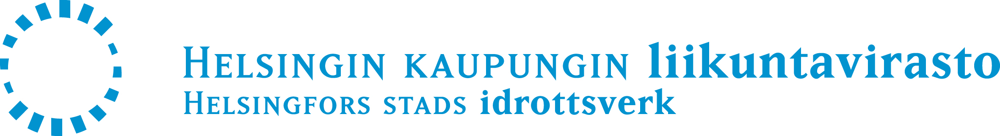 Helsingin kaupungin liikuntavirasto
Helsingfors stads idrottsverk